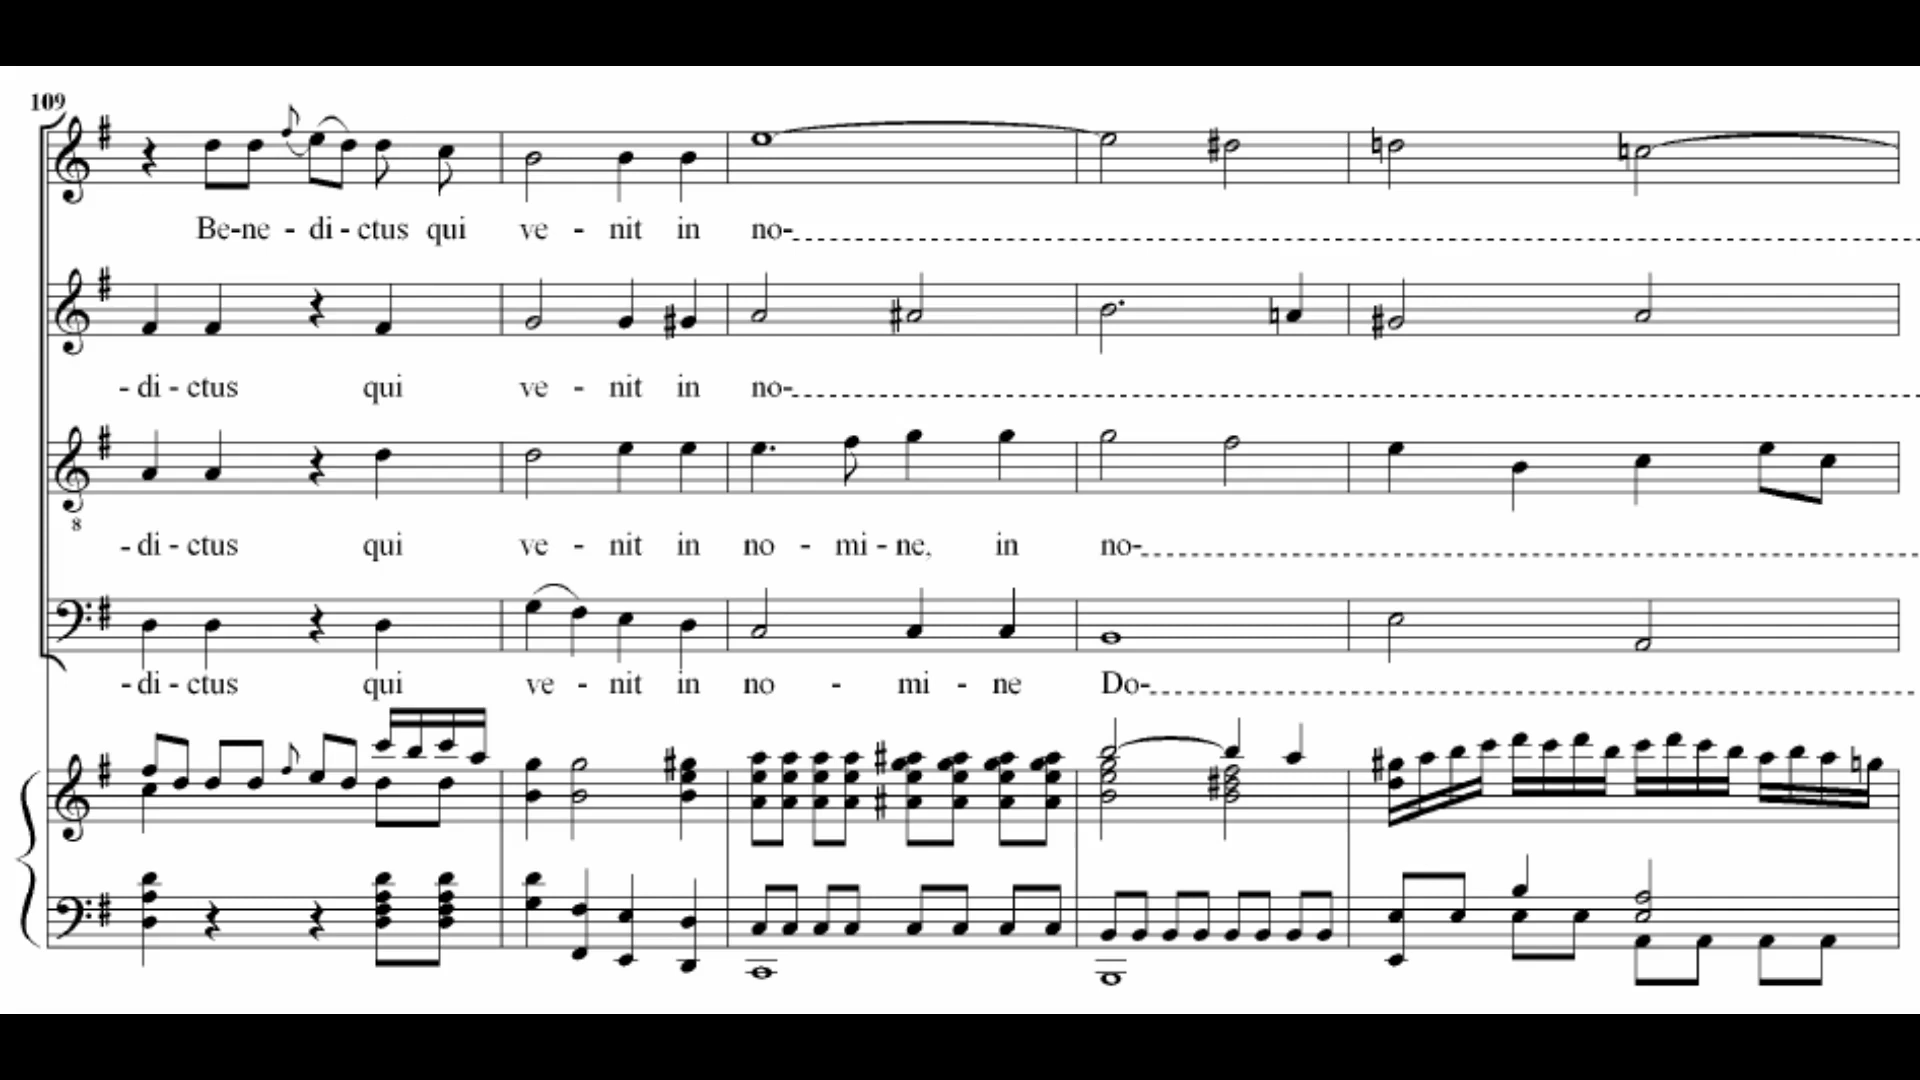 109
Be-ne - di - ctus qui ve - nit in no-
- di - ctus qui ve - nit in no-
8
- di - ctus qui ve - nit in no - mi - ne, in no-
- di - ctus qui ve - nit in no - mi - ne Do-